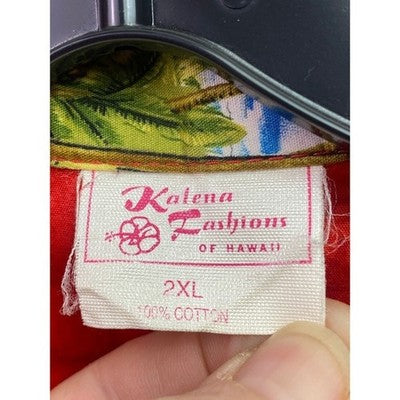 Kalena
Fashions
OF HAWAII
2XL
100% COTTON